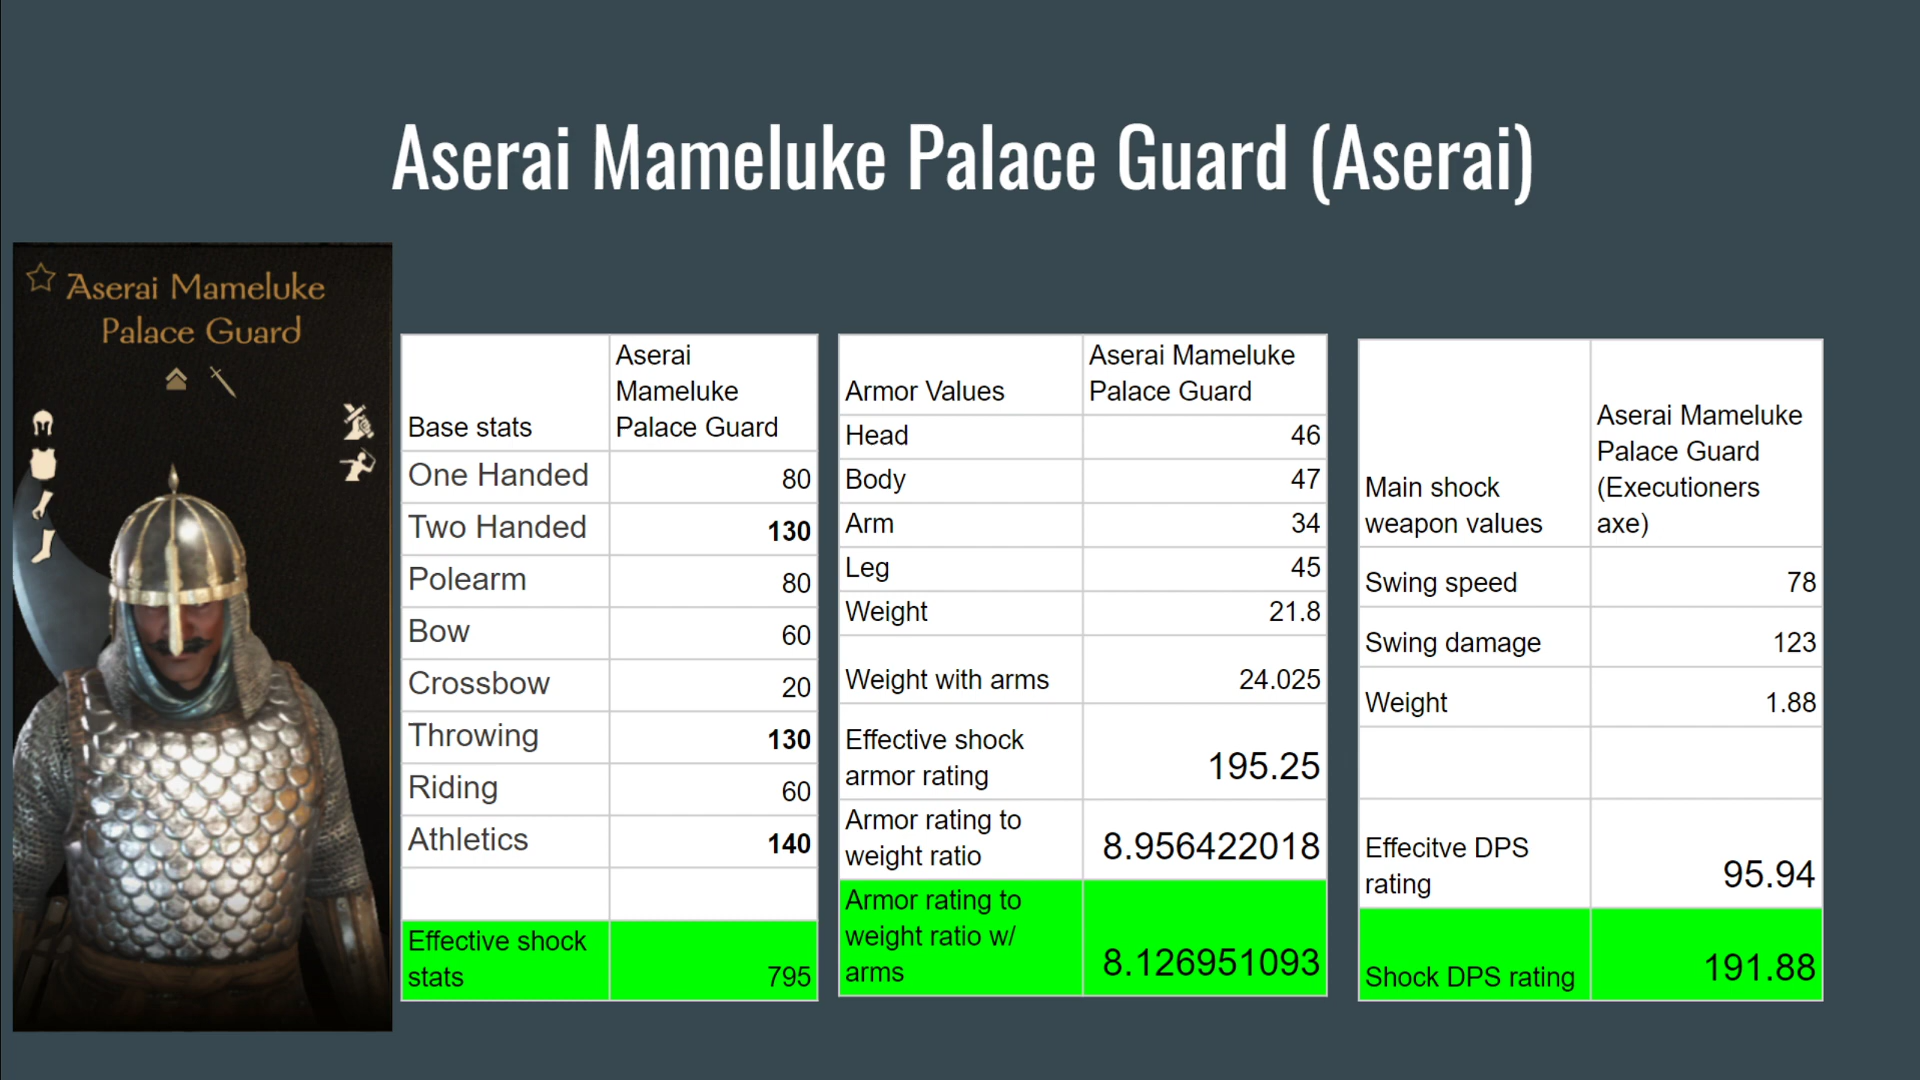 Aserai Mameluke Palace Guard (Aserai)
Aserai Mameluke
Palace Guard
Base stats
Aserai
Mameluke
Palace Guard
One Handed 80
Two Handed 130
Polearm 80
Bow 60
Crossbow 20
Throwing 130
Riding 60
Athletics 140
Effective shock
stats
795
Armor Values
Aserai Mameluke
Palace Guard
Head 46
Body 47
Arm 34
Leg 45
Weight 21.8
Weight with arms 24.025
Effective shock
armor rating
195.25
Armor rating to
weight ratio
8.956422018
Armor rating to
weight ratio w/
arms
8.126951093
Main shock
weapon values
Aserai Mameluke
Palace Guard
(Executioners
axe)
Swing speed 78
Swing damage 123
Weight 1.88
Effecitve DPS
rating
95.94
Shock DPS rating 191.88